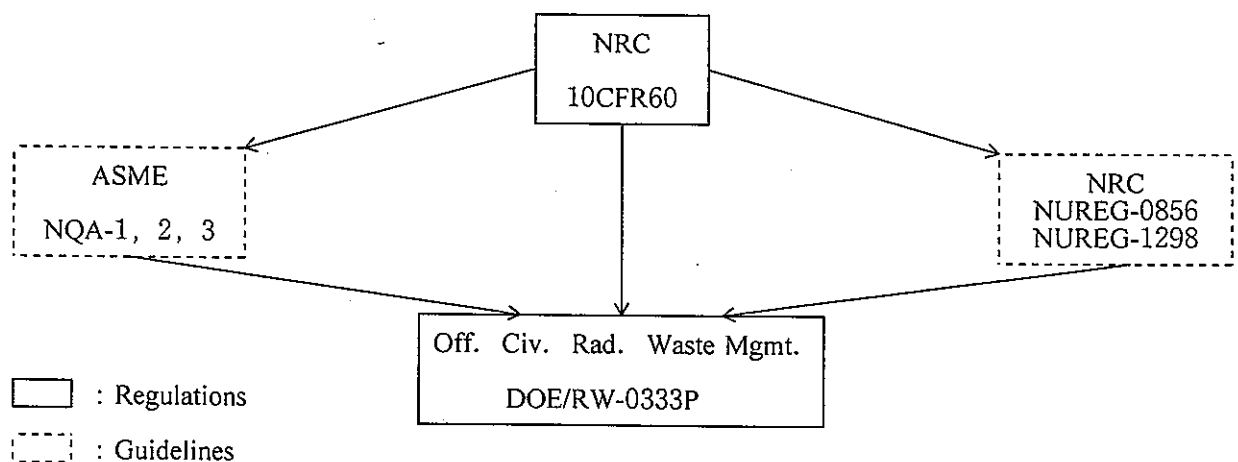 NRC
10CFR60
ASME
NQA-1, 2, 3
NRC
NUREG-0856
NUREG-1298
Off. Civ. Rad. Waste Mgmt.
DOE/RW-0333P
: Regulations
: Guidelines